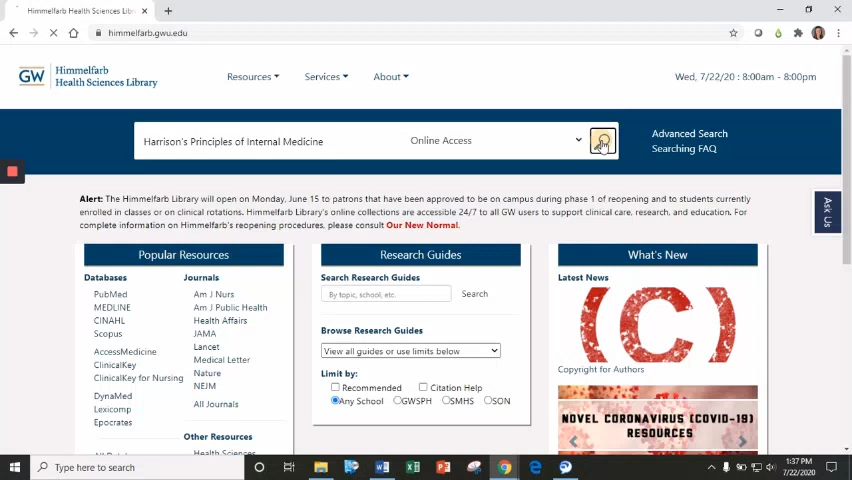 Himmelfarb Health Sciences Lib
himmelfarb.gwu.edu
GW Himmelfarb
Health Sciences Library
Resources Services About
Wed, 7/22/20 : 8:00am - 8:00pm
Harrison's Principles of Internal Medicine Online Access
Advanced Search
Searching FAQ
Alert: The Himmelfarb Library will open on Monday, June 15 to patrons that have been approved to be on campus during phase 1 of reopening and to students currently
enrolled in classes or on clinical rotations. Himmelfarb Library's online collections are accessible 24/7 to all GW users to support clinical care, research, and education. For
complete information on Himmelfarb's reopening procedures, please consult Our New Normal.
Ask Us
Popular Resources
Databases
PubMed
MEDLINE
CINAHL
Scopus
AccessMedicine
ClinicalKey
ClinicalKey for Nursing
DynaMed
Lexicomp
Epocrates
Journals
Am J Nurs
Am J Public Health
Health Affairs
JAMA
Lancet
Medical Letter
Nature
NEJM
All Journals
Other Resources
Health Sciences
Research Guides
Search Research Guides
By topic, school, etc. Search
Browse Research Guides
View all guides or use limits below
Limit by:
Recommended Citation Help
Any School GWSPH SMHS SON
What's New
Latest News
(C)
Copyright for Authors
NOVEL CORONAVIRUS (COVID-19)
RESOURCES
Type here to search
1:37 PM
7/22/2020